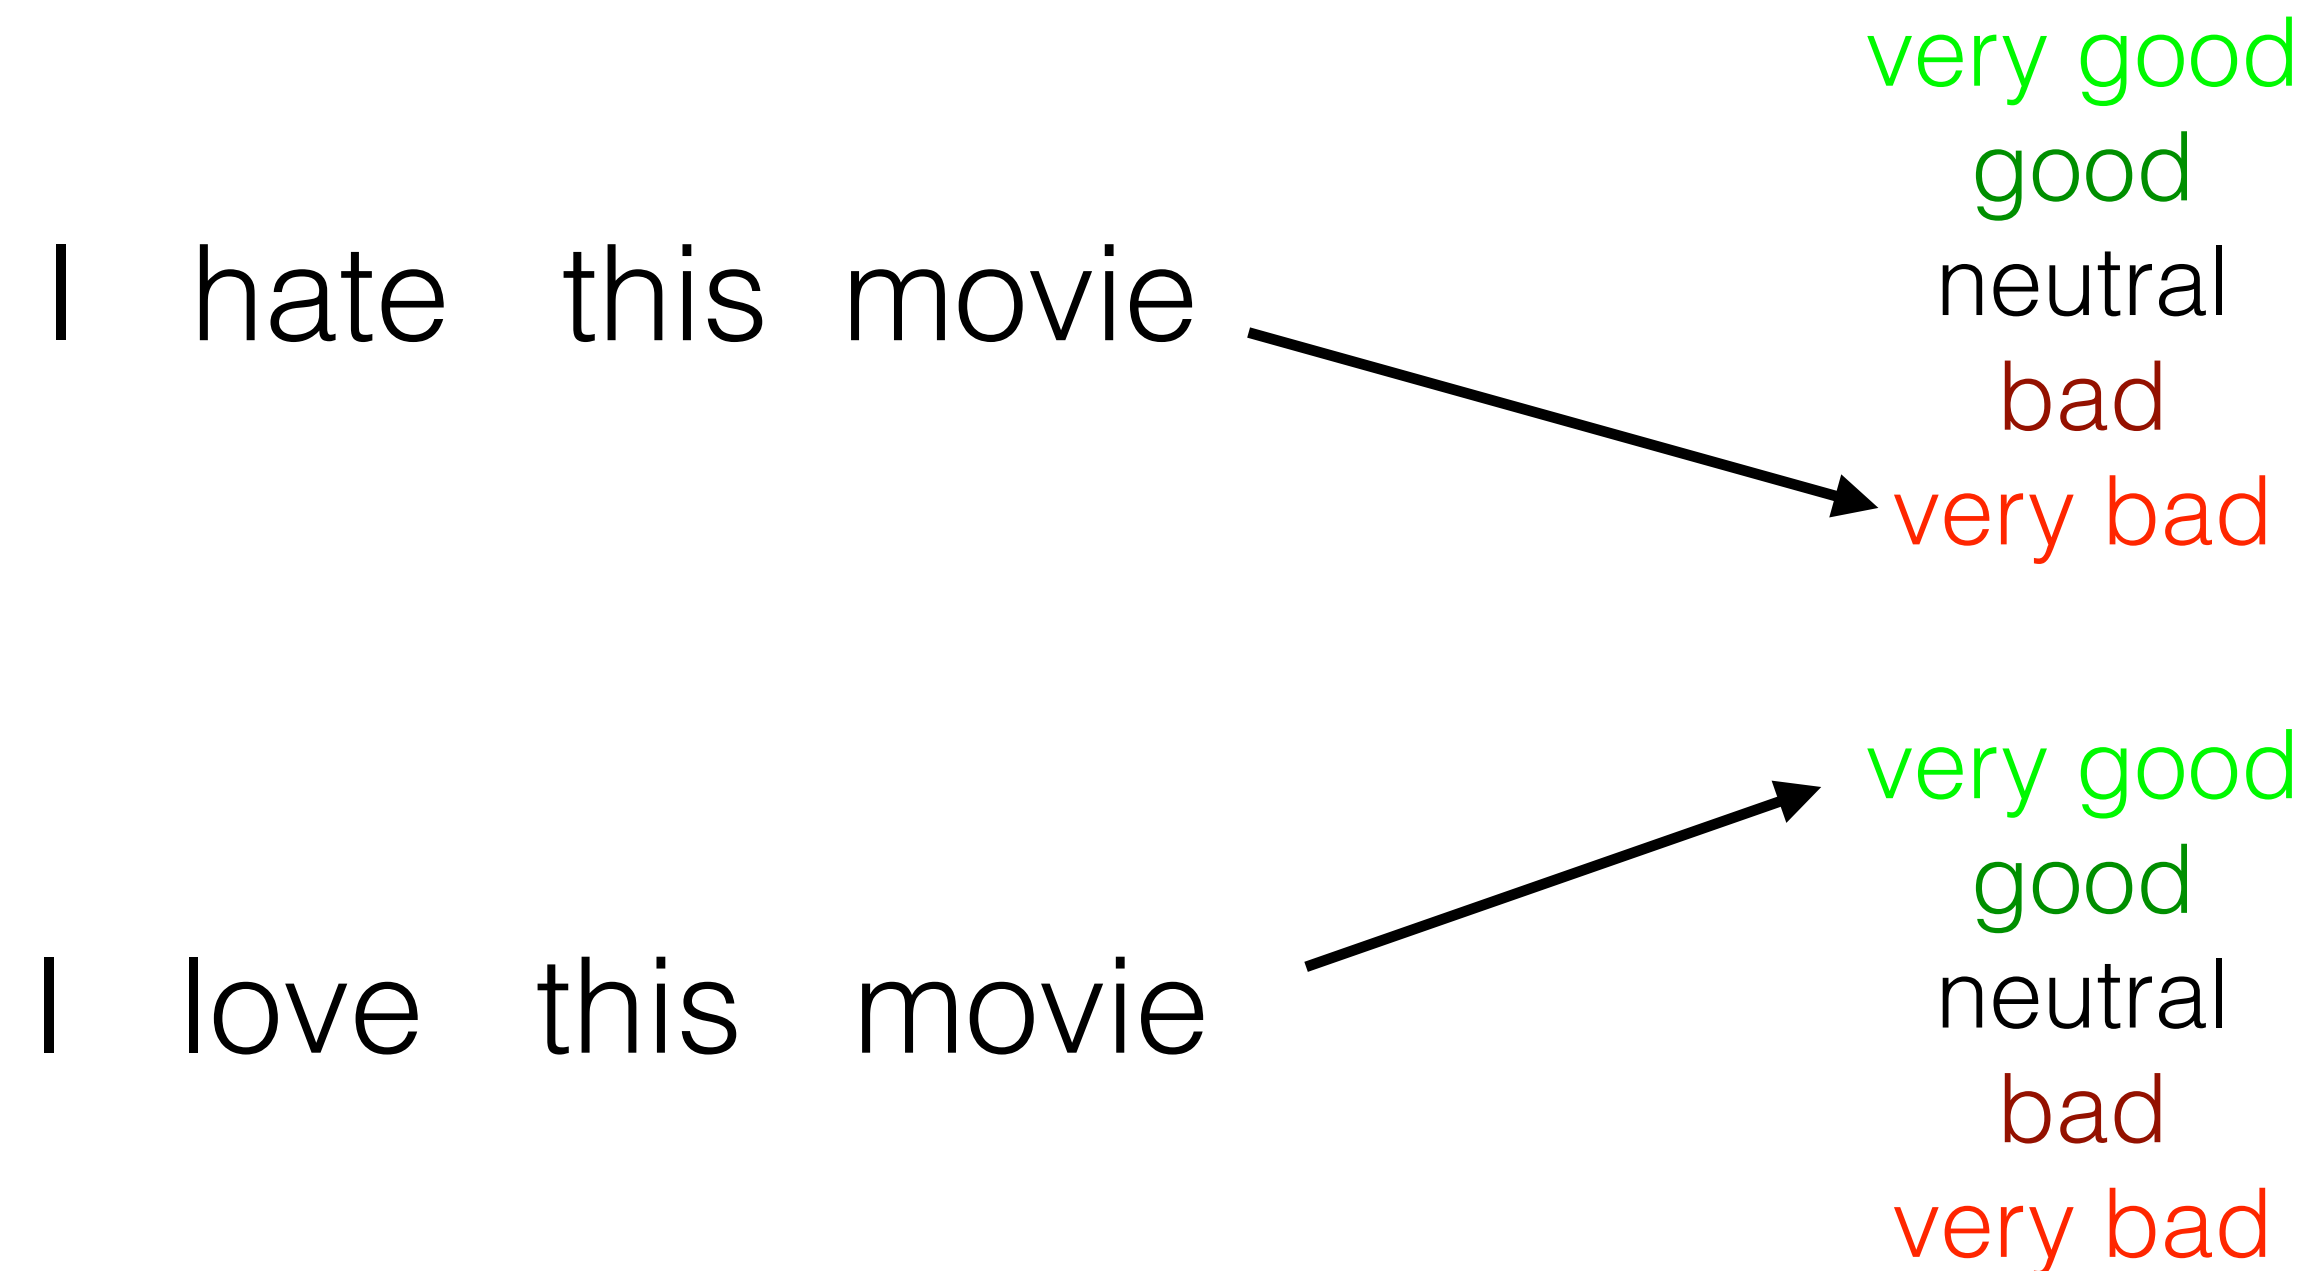 very good
good
I hate this movie
neutral
bad
very bad
very good
good
I love this movie
neutral
bad
very bad